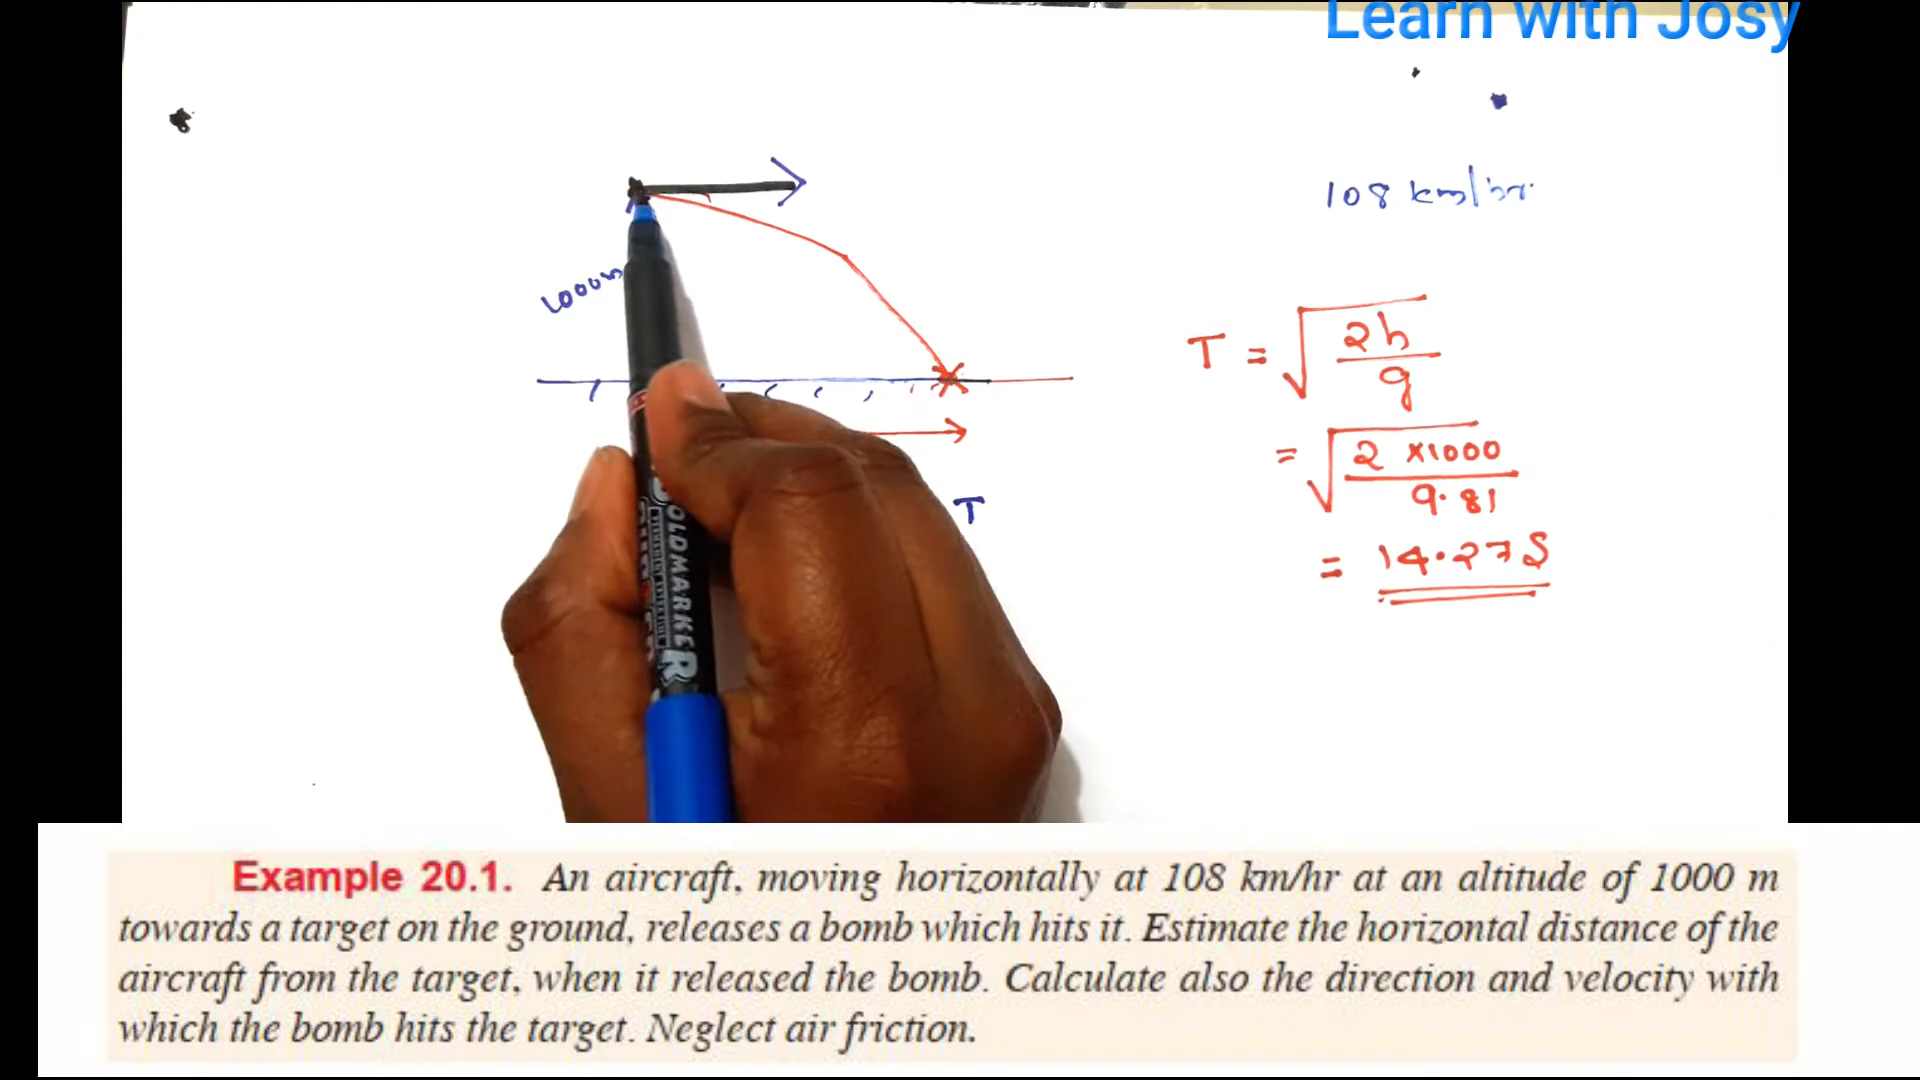 Learn with Josy
108 km/hr.
1000m
T = √ 2h
g
= √ 2 ×1000
9.81
= 14.27 S
T
GOLDMARKER
Example 20.1. An aircraft, moving horizontally at 108 km/hr at an altitude of 1000 m
towards a target on the ground, releases a bomb which hits it. Estimate the horizontal distance of the
aircraft from the target, when it released the bomb. Calculate also the direction and velocity with
which the bomb hits the target. Neglect air friction.